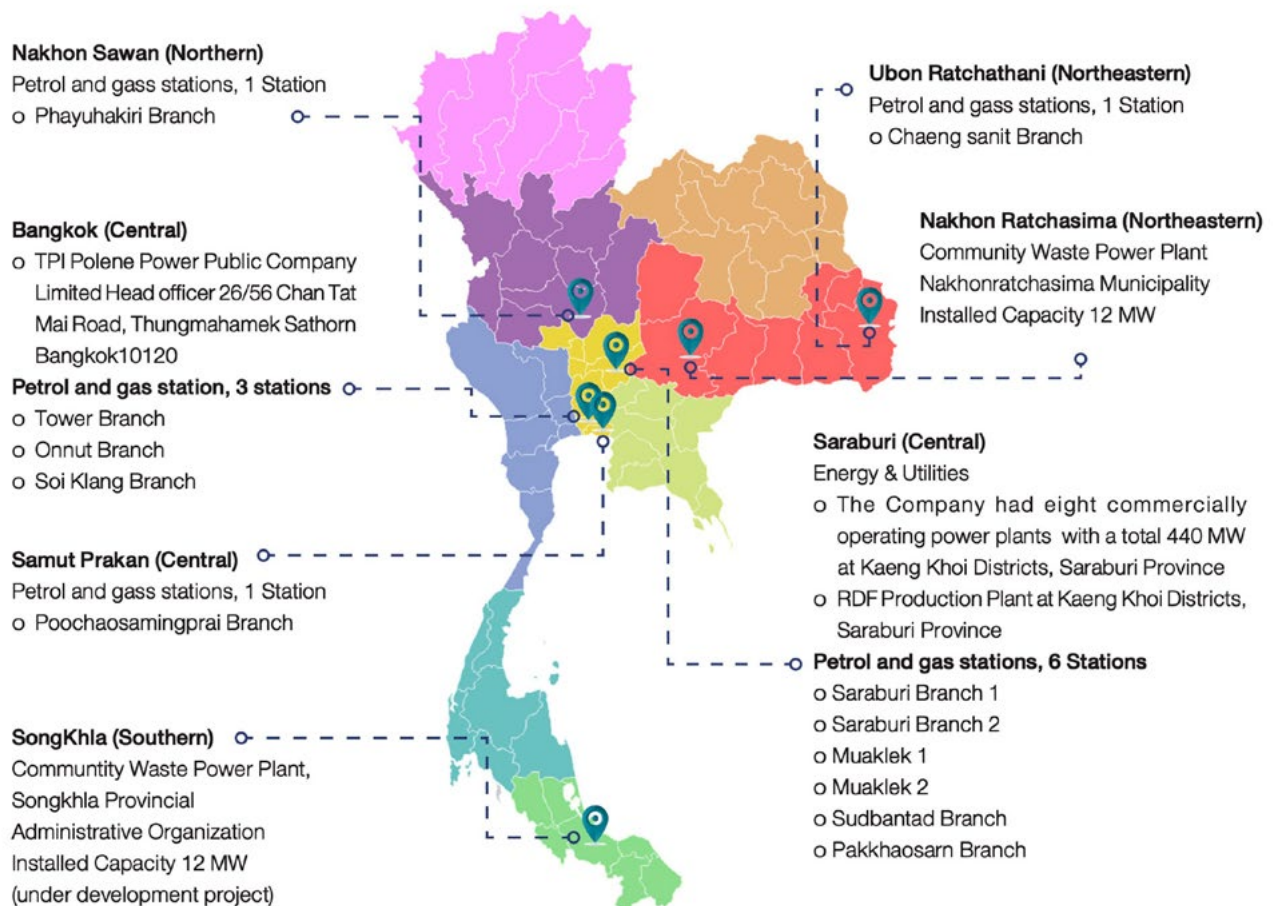 Nakhon Sawan (Northern)
Petrol and gass stations, 1 Station
o Phayuhakiri Branch
Bangkok (Central)
o TPI Polene Power Public Company
Limited Head officer 26/56 Chan Tat
Mai Road, Thungmahamek Sathorn
Bangkok10120
Petrol and gas station, 3 stations
o Tower Branch
o Onnut Branch
o Soi Klang Branch
Samut Prakan (Central)
Petrol and gass stations, 1 Station
o Poochaosamingprai Branch
SongKhla (Southern)
Communtity Waste Power Plant,
Songkhla Provincial
Administrative Organization
Installed Capacity 12 MW
(under development project)
Ubon Ratchathani (Northeastern)
Petrol and gass stations, 1 Station
o Chaeng sanit Branch
Nakhon Ratchasima (Northeastern)
Community Waste Power Plant
Nakhonratchasima Municipality
Installed Capacity 12 MW
Saraburi (Central)
Energy & Utilities
o The Company had eight commercially
operating power plants with a total 440 MW
at Kaeng Khoi Districts, Saraburi Province
o RDF Production Plant at Kaeng Khoi Districts,
Saraburi Province
Petrol and gas stations, 6 Stations
o Saraburi Branch 1
o Saraburi Branch 2
o Muaklek 1
o Muaklek 2
o Sudbantad Branch
o Pakkhaosarn Branch